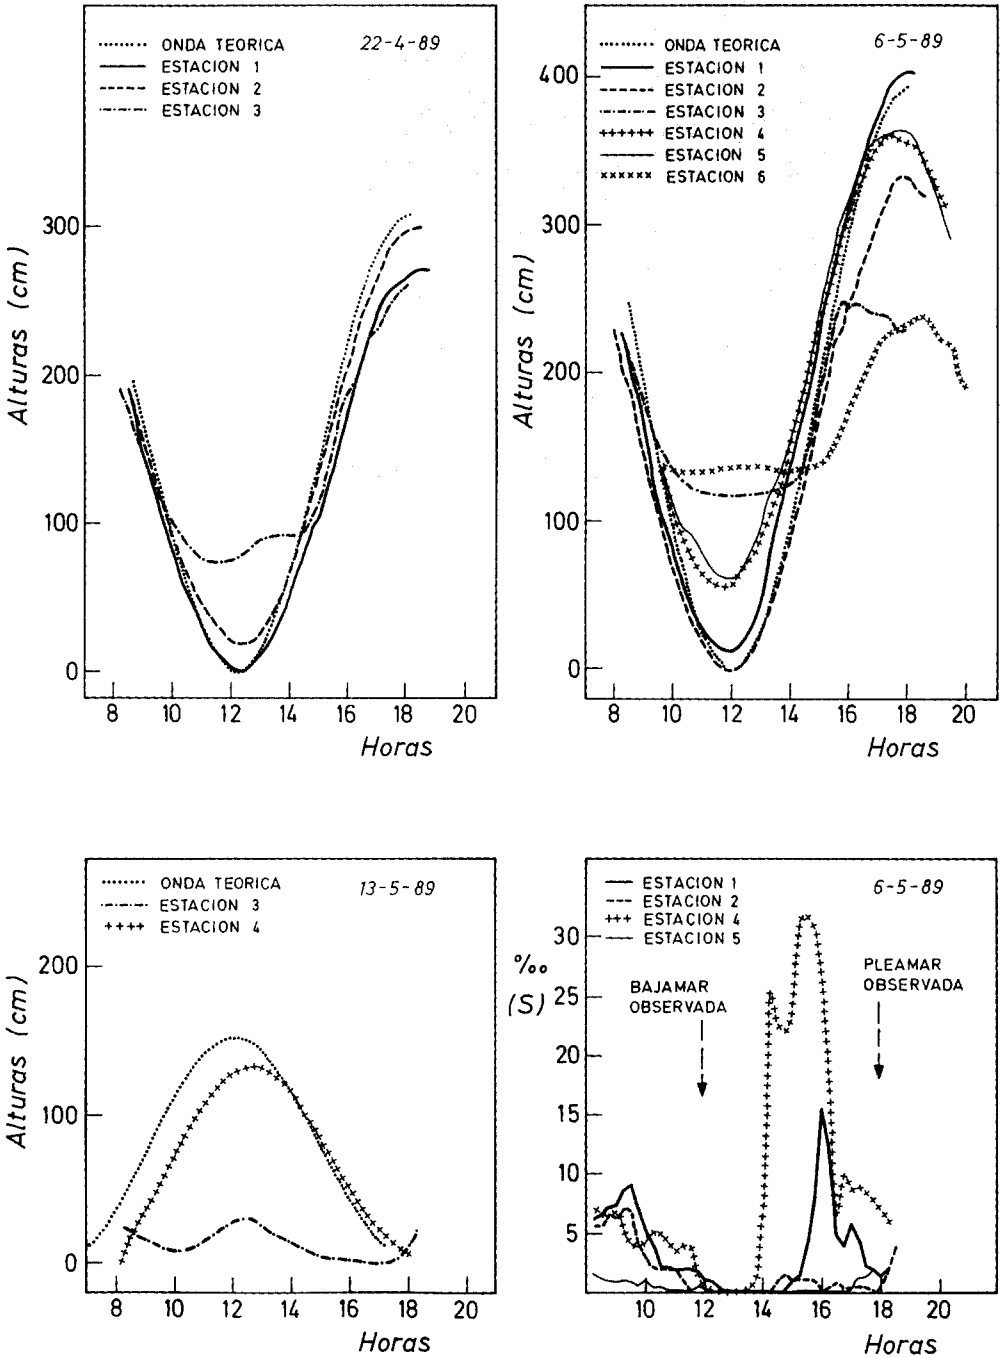 ONDA TEORICA
22-4-89
ESTACION 1
ESTACION 2
ESTACION 3
Alturas (cm)
300
200
100
0
8 10 12 14 16 18 20
Horas
ONDA TEORICA
6-5-89
ESTACION 1
ESTACION 2
ESTACION 3
ESTACION 4
ESTACION 5
ESTACION 6
Alturas (cm)
400
300
200
100
0
8 10 12 14 16 18 20
Horas
ONDA TEORICA
13-5-89
ESTACION 3
ESTACION 4
Alturas (cm)
200
100
0
8 10 12 14 16 18 20
Horas
ESTACION 1
6-5-89
ESTACION 2
ESTACION 4
ESTACION 5
‰
(S)
30
25
20
15
10
5
BAJAMAR
OBSERVADA
PLEAMAR
OBSERVADA
10 12 14 16 18 20
Horas